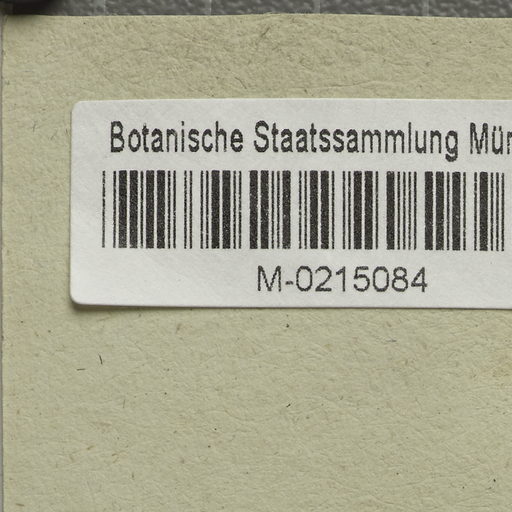 Botanische Staatssammlung Mün
M-0215084